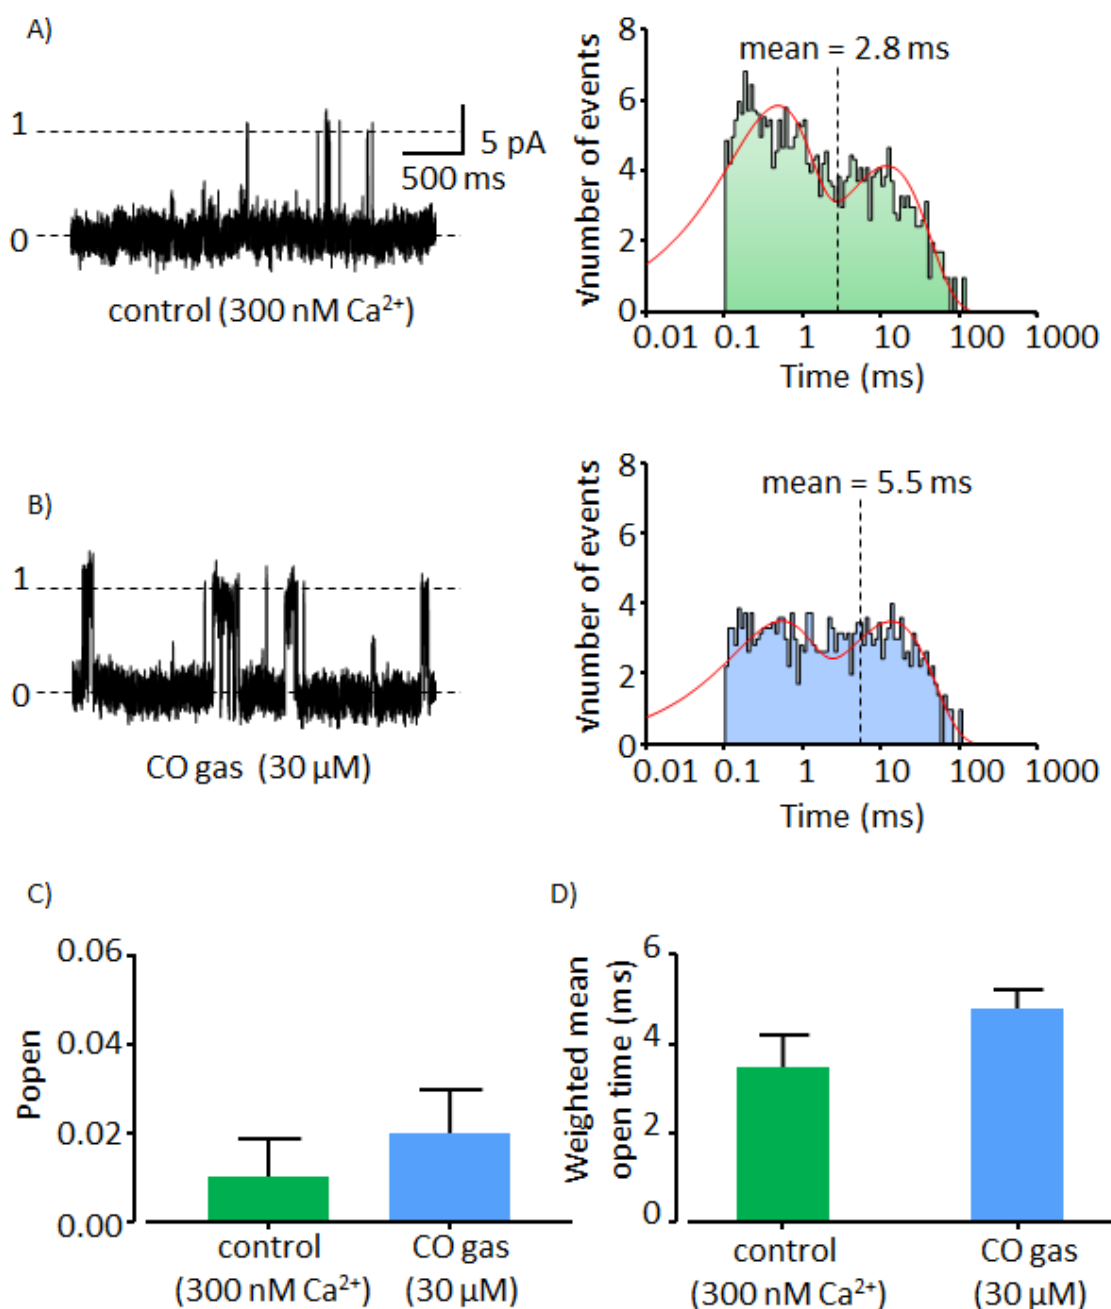 A)
1
0
5 pA
500 ms
control (300 nM Ca²⁺)
8
6
4
2
0
√number of events
mean = 2.8 ms
0.01 0.1 1 10 100 1000
Time (ms)
B)
1
0
CO gas (30 µM)
8
6
4
2
0
√number of events
mean = 5.5 ms
0.01 0.1 1 10 100 1000
Time (ms)
C)
0.06
0.04
0.02
0.00
Popen
control
(300 nM Ca²⁺)
CO gas
(30 µM)
D)
6
4
2
0
Weighted mean
open time (ms)
control
(300 nM Ca²⁺)
CO gas
(30 µM)